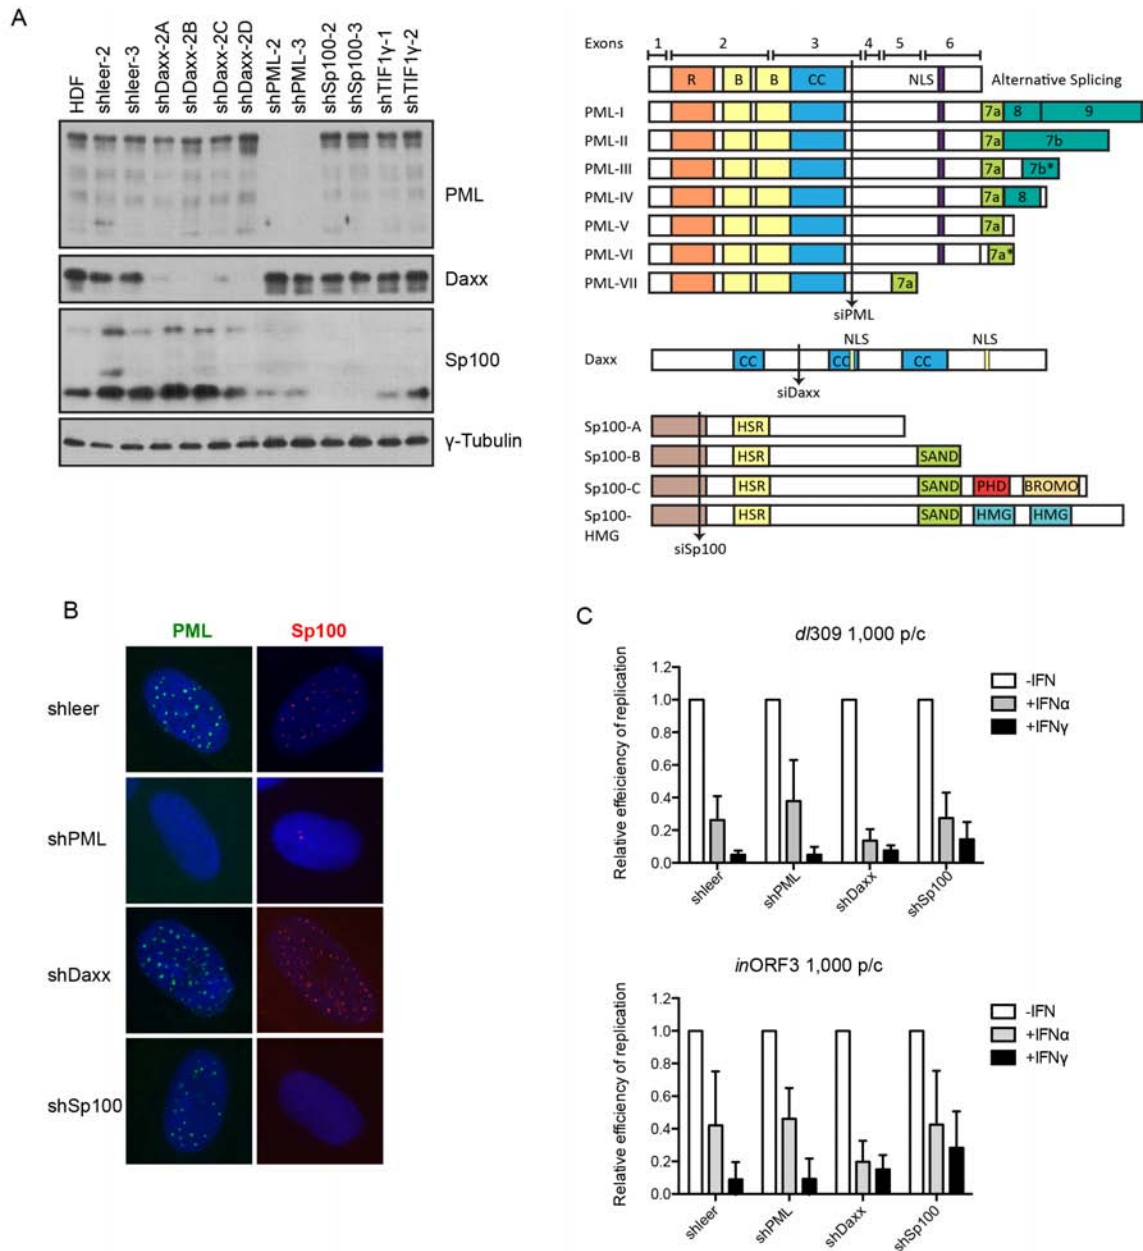 A
HDF
shleer-2
shleer-3
shDaxx-2A
shDaxx-2B
shDaxx-2C
shDaxx-2D
shPML-2
shPML-3
shSp100-2
shSp100-3
shTIF1γ-1
shTIF1γ-2
PML
Daxx
Sp100
γ-Tubulin
Exons 1 2 3 4 5 6
R B B CC NLS Alternative Splicing
PML-I 7a 8 9
PML-II 7a 7b
PML-III 7a 7b*
PML-IV 7a 8
PML-V 7a
PML-VI 7a*
PML-VII 7a
siPML
NLS NLS
Daxx CC CC CC
siDaxx
Sp100-A HSR
Sp100-B HSR SAND
Sp100-C HSR SAND PHD BROMO
Sp100- HSR SAND HMG HMG
HMG
siSp100
B
PML Sp100
shleer
shPML
shDaxx
shSp100
C
dl309 1,000 p/c
Relative effeiciency of replication
1.2
1.0
0.8
0.6
0.4
0.2
0.0
shleer
shPML
shDaxx
shSp100
-IFN
+IFNα
+IFNγ
inORF3 1,000 p/c
Relative efficiency of replication
1.2
1.0
0.8
0.6
0.4
0.2
0.0
shleer
shPML
shDaxx
shSp100
-IFN
+IFNα
+IFNγ